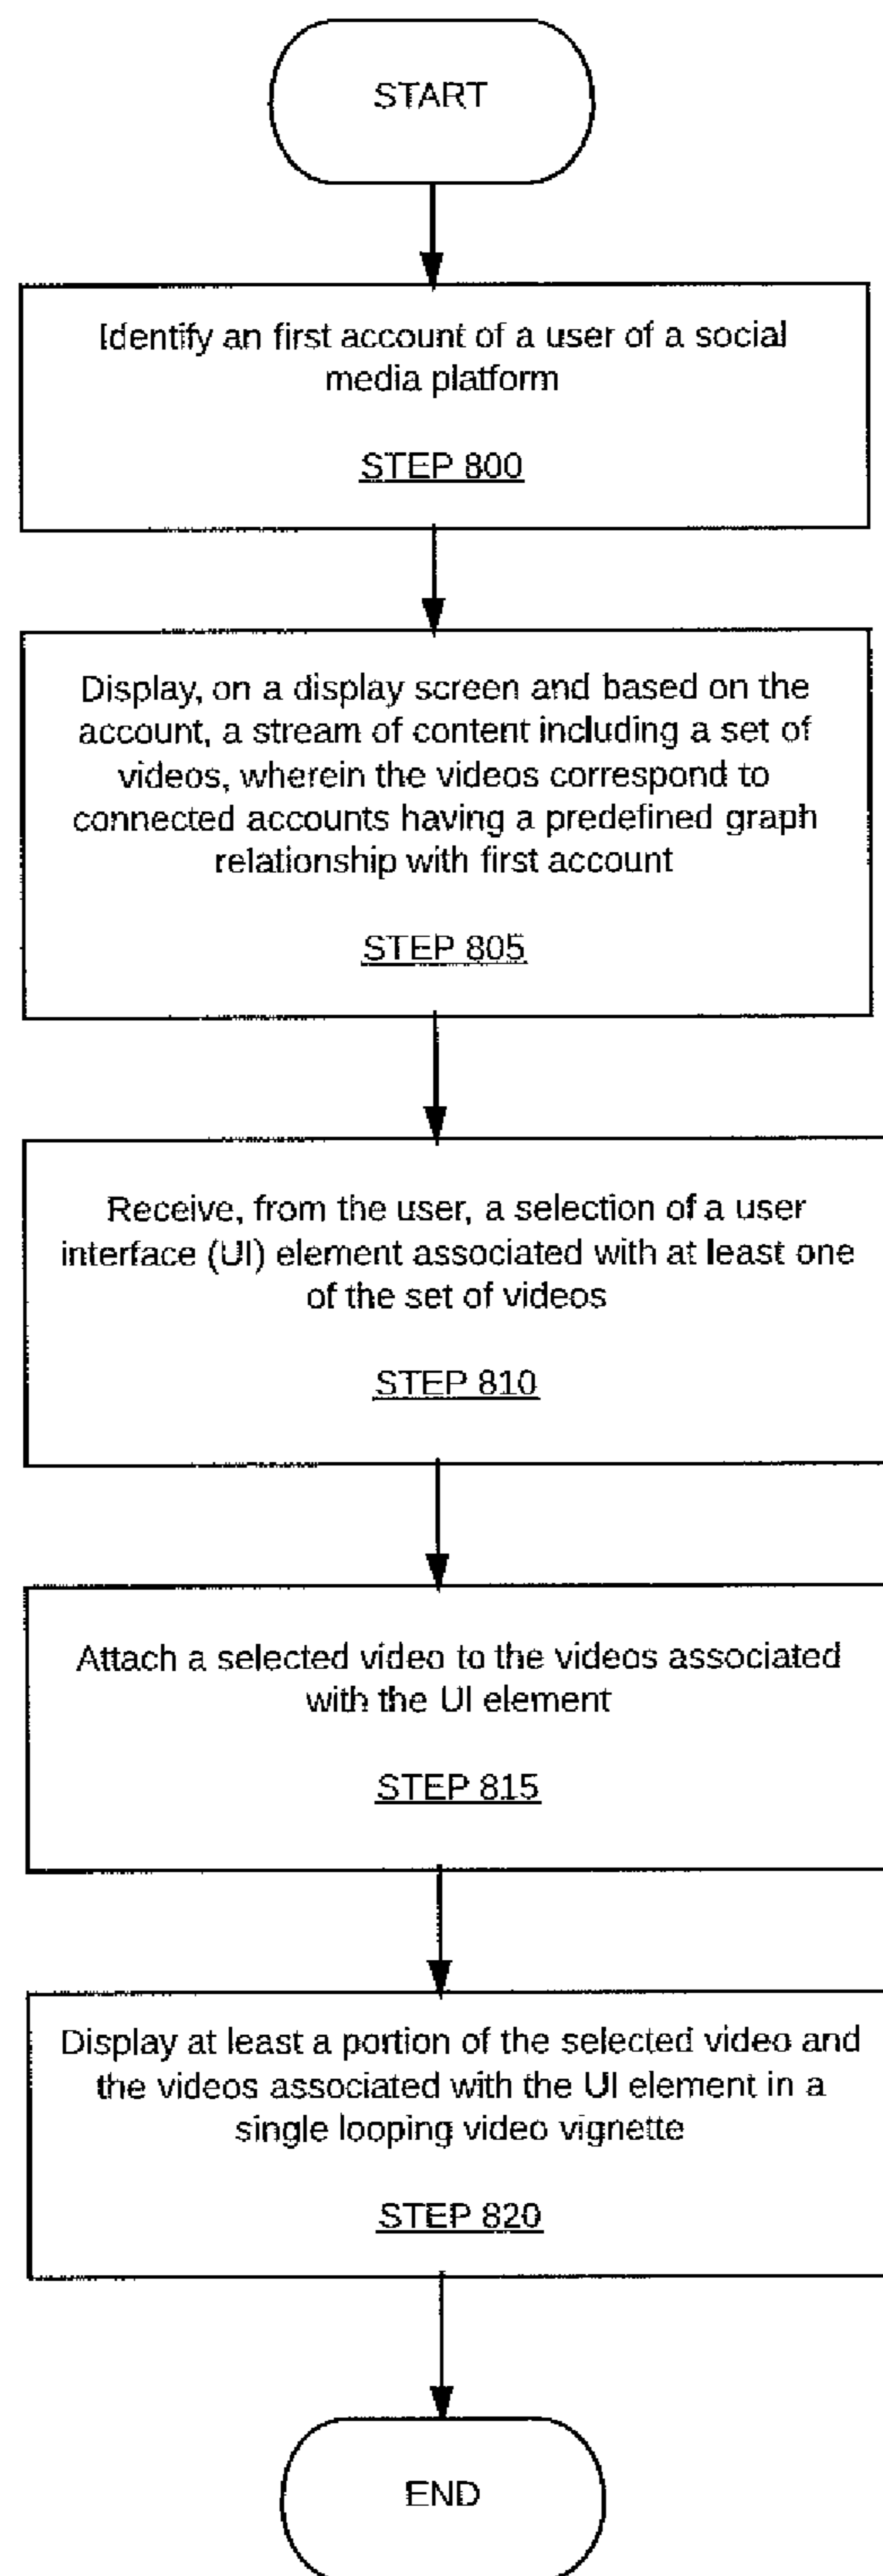 START
Identify an first account of a user of a social
media platform
STEP 800
Display, on a display screen and based on the
account, a stream of content including a set of
videos, wherein the videos correspond to
connected accounts having a predefined graph
relationship with first account
STEP 805
Receive, from the user, a selection of a user
interface (UI) element associated with at least one
of the set of videos
STEP 810
Attach a selected video to the videos associated
with the UI element
STEP 815
Display at least a portion of the selected video and
the videos associated with the UI element in a
single looping video vignette
STEP 820
END